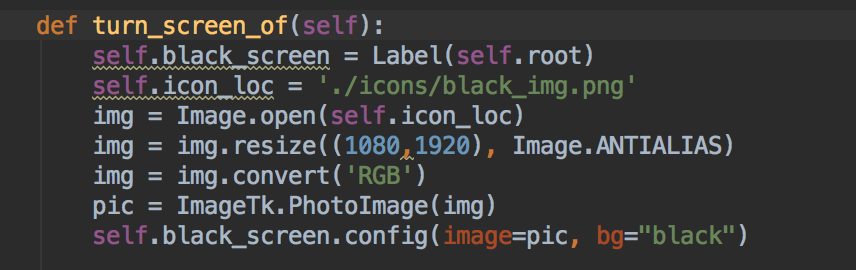 def turn_screen_of(self):
self.black_screen = Label(self.root)
self.icon_loc = './icons/black_img.png'
img = Image.open(self.icon_loc)
img = img.resize((1080,1920), Image.ANTIALIAS)
img = img.convert('RGB')
pic = ImageTk.PhotoImage(img)
self.black_screen.config(image=pic, bg="black")